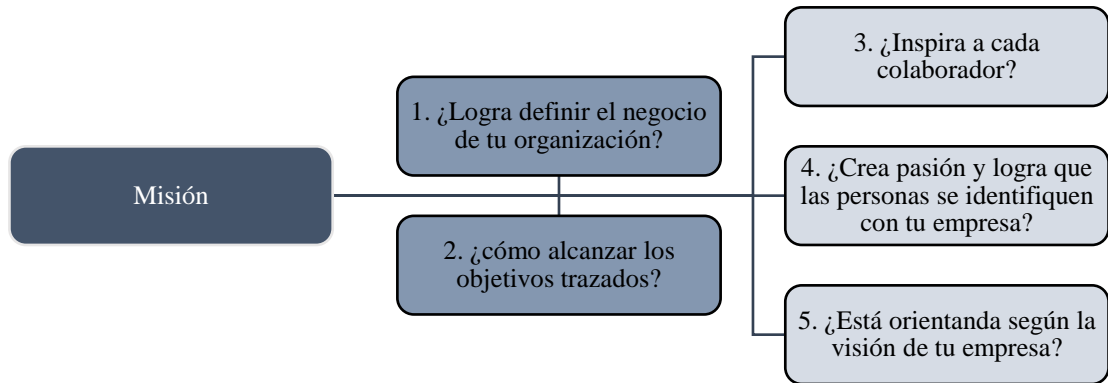 Misión
1. ¿Logra definir el negocio
de tu organización?
2. ¿cómo alcanzar los
objetivos trazados?
3. ¿Inspira a cada
colaborador?
4. ¿Crea pasión y logra que
las personas se identifiquen
con tu empresa?
5. ¿Está orientanda según la
visión de tu empresa?